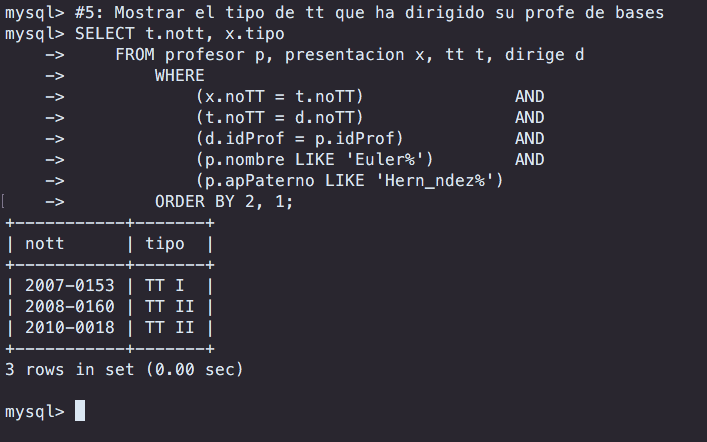 mysql> #5: Mostrar el tipo de tt que ha dirigido su profe de bases
mysql> SELECT t.nott, x.tipo
    ->     FROM profesor p, presentacion x, tt t, dirige d
    ->         WHERE
    ->             (x.noTT = t.noTT)               AND
    ->             (t.noTT = d.noTT)               AND
    ->             (d.idProf = p.idProf)           AND
    ->             (p.nombre LIKE 'Euler%')        AND
    ->             (p.apPaterno LIKE 'Hern_ndez%')
    ->         ORDER BY 2, 1;
+-----------+-------+
| nott      | tipo  |
+-----------+-------+
| 2007-0153 | TT I  |
| 2008-0160 | TT II |
| 2010-0018 | TT II |
+-----------+-------+
3 rows in set (0.00 sec)
mysql>